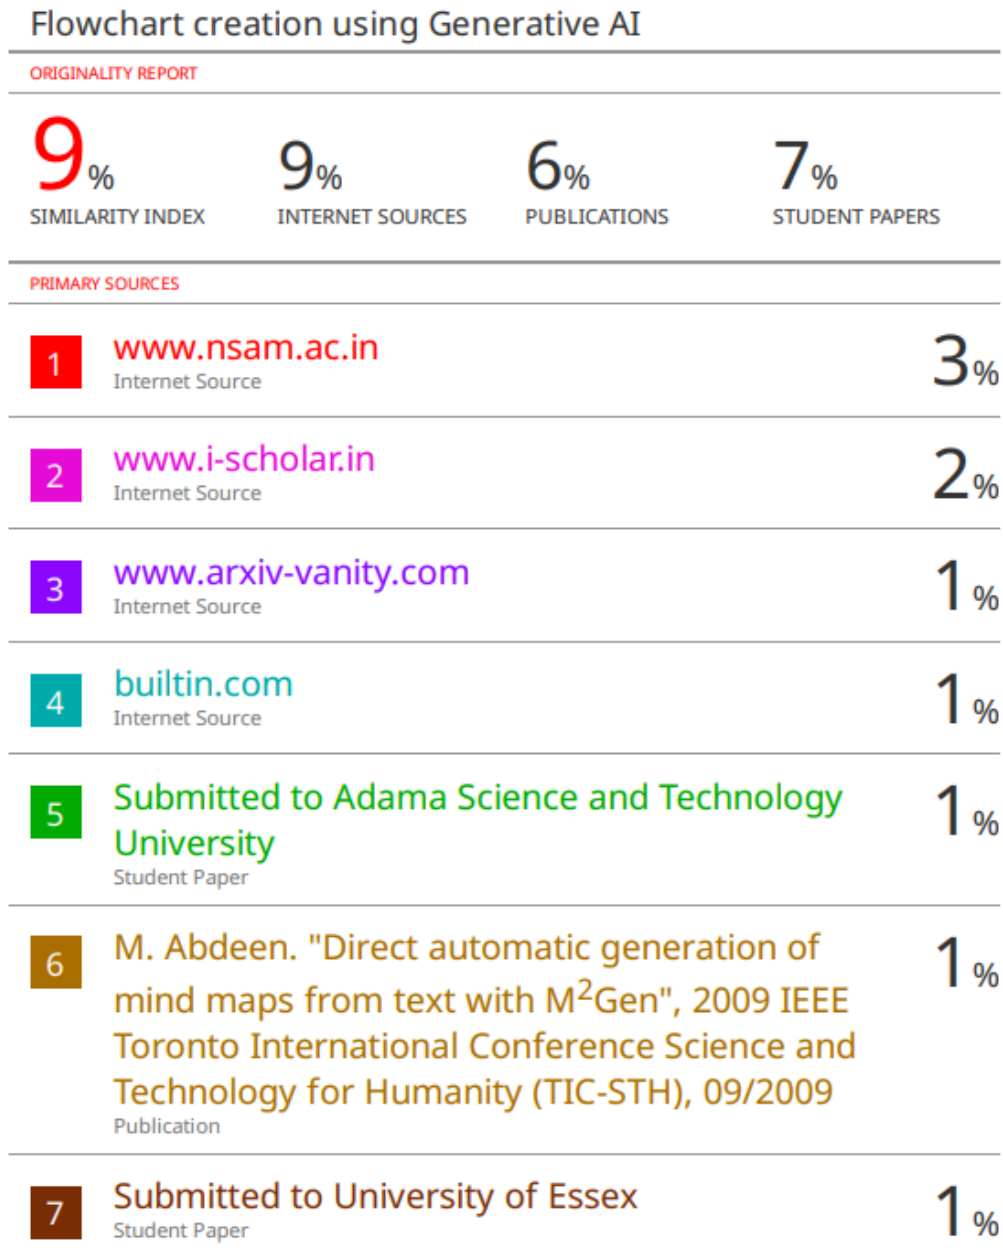 Flowchart creation using Generative AI
ORIGINALITY REPORT
9% 9% 6% 7%
SIMILARITY INDEX INTERNET SOURCES PUBLICATIONS STUDENT PAPERS
PRIMARY SOURCES
1 www.nsam.ac.in 3%
Internet Source
2 www.i-scholar.in 2%
Internet Source
3 www.arxiv-vanity.com 1%
Internet Source
4 builtin.com 1%
Internet Source
5 Submitted to Adama Science and Technology 1%
University
Student Paper
6 M. Abdeen. "Direct automatic generation of 1%
mind maps from text with M²Gen", 2009 IEEE
Toronto International Conference Science and
Technology for Humanity (TIC-STH), 09/2009
Publication
7 Submitted to University of Essex 1%
Student Paper